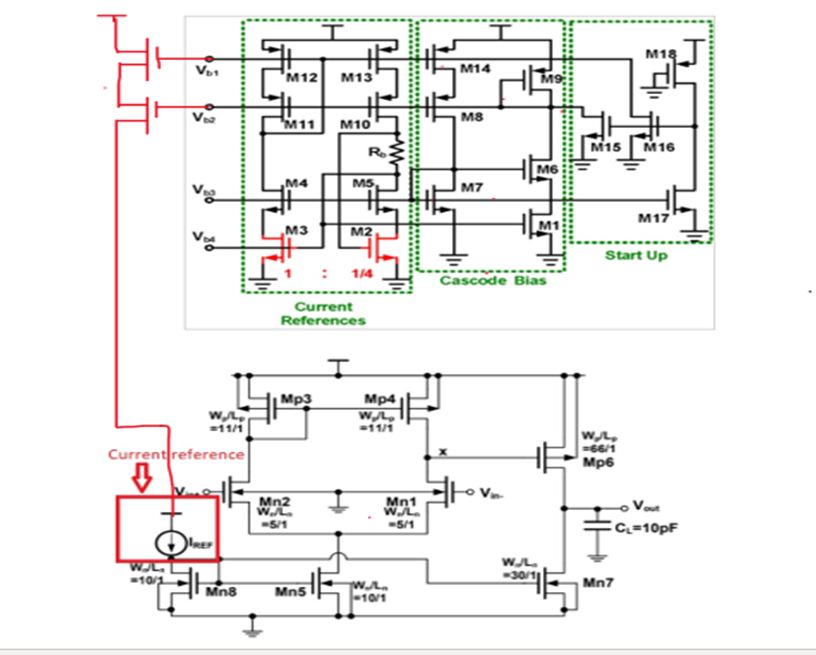 M18
Vb1
M12
M13
M14
M9
Vb2
M11
M10
M8
M15
M16
Rb
M6
Vb3
M4
M5
M7
M17
Vb4
M3
M2
M1
1 : 1/4
Start Up
Cascode Bias
Current
References
Mp3
Mp4
Wp/Lp
=11/1
Wp/Lp
=11/1
Wp/Lp
=66/1
Mp6
x
Current reference
Vin+
Mn2
Mn1
Vin-
Wn/Ln
=5/1
Wn/Ln
=5/1
Vout
CL=10pF
IREF
Wn/Ln
=10/1
Mn8
Mn5
Wn/Ln
=10/1
Wn/Ln
=30/1
Mn7